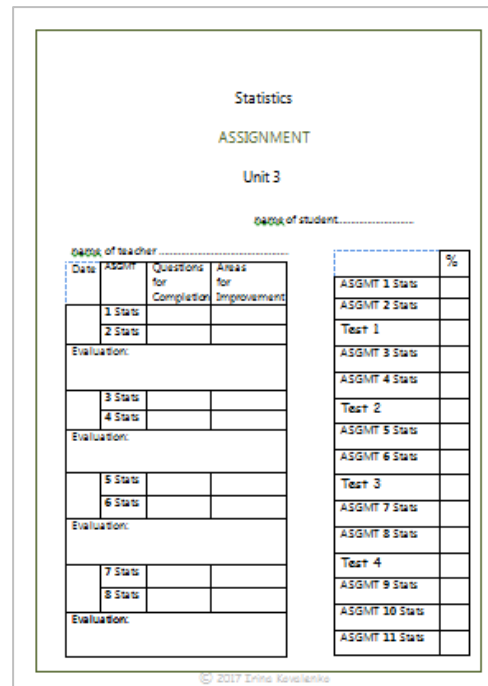 Statistics
ASSIGNMENT
Unit 3
name of student
name of teacher
Date ASGMT Questions for Completion Areas for Improvement
1 Stats
2 Stats
Evaluation:
3 Stats
4 Stats
Evaluation:
5 Stats
6 Stats
Evaluation:
7 Stats
8 Stats
Evaluation:
%
ASGMT 1 Stats
ASGMT 2 Stats
Test 1
ASGMT 3 Stats
ASGMT 4 Stats
Test 2
ASGMT 5 Stats
ASGMT 6 Stats
Test 3
ASGMT 7 Stats
ASGMT 8 Stats
Test 4
ASGMT 9 Stats
ASGMT 10 Stats
ASGMT 11 Stats
© 2017 Irina Kovalenko